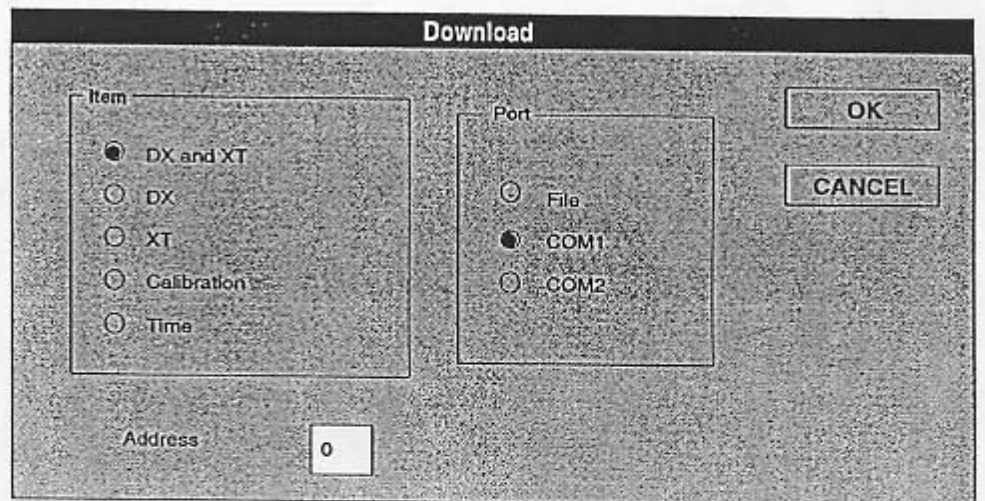 Download
Item
DX and XT
DX
XT
Calibration
Time
Port
File
COM1
COM2
OK
CANCEL
Address
0